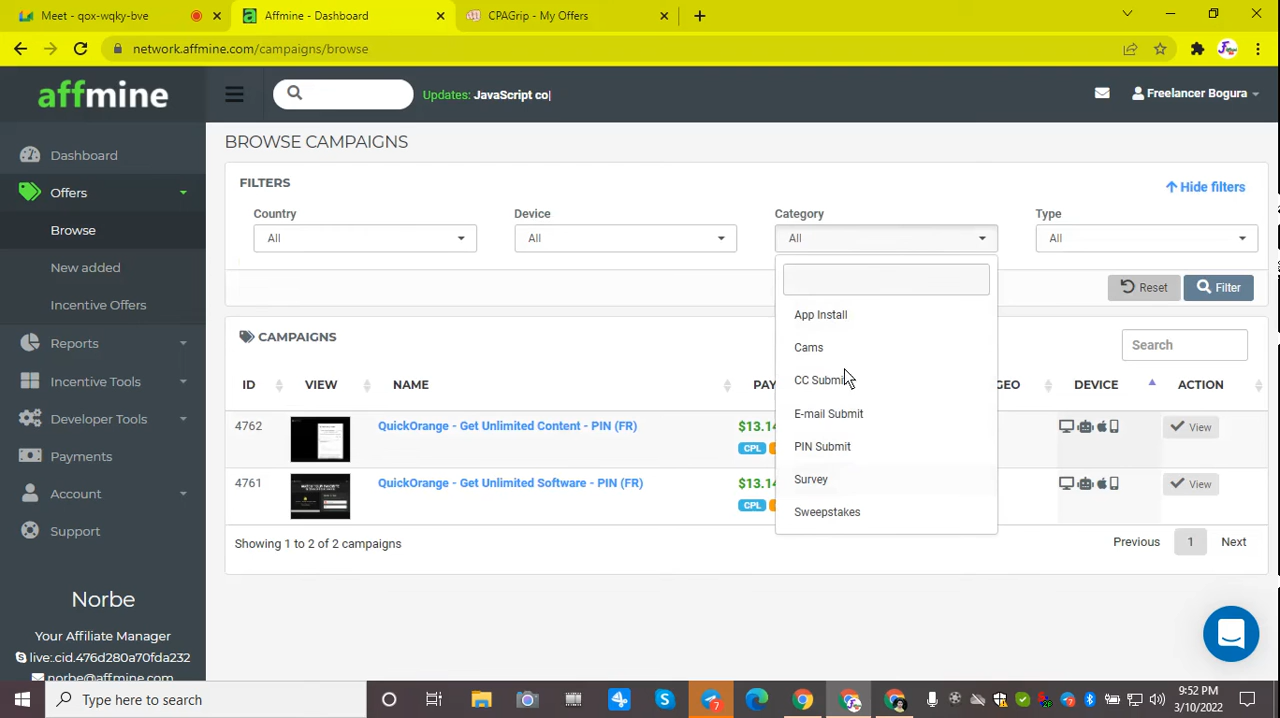 Meet - qox-wqky-bve
Affmine - Dashboard
CPAGrip - My Offers
network.affmine.com/campaigns/browse
affmine
Updates: JavaScript co|
Freelancer Bogura
Dashboard
Offers
Browse
New added
Incentive Offers
Reports
Incentive Tools
Developer Tools
Payments
Account
Support
Norbe
Your Affiliate Manager
live:.cid.476d280a70fda232
norbe@affmine.com
BROWSE CAMPAIGNS
FILTERS
Hide filters
Country Device Category Type
All All All All
Reset Filter
App Install
Cams
CC Submit
E-mail Submit
PIN Submit
Survey
Sweepstakes
CAMPAIGNS
Search
ID VIEW NAME DEVICE ACTION
4762 QuickOrange - Get Unlimited Content - PIN (FR) $13.14 View
CPL
4761 QuickOrange - Get Unlimited Software - PIN (FR) View
CPL
Showing 1 to 2 of 2 campaigns
Previous 1 Next
Type here to search
7
9:52 PM
3/10/2022